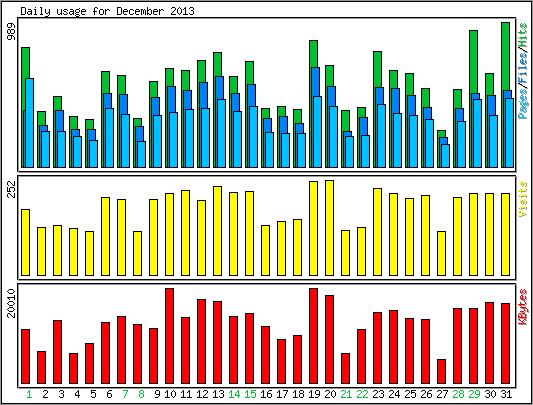 Daily usage for December 2013
989
Pages/Files/Hits
252
Visits
20010
KBytes
1 2 3 4 5 6 7 8 9 10 11 12 13 14 15 16 17 18 19 20 21 22 23 24 25 26 27 28 29 30 31